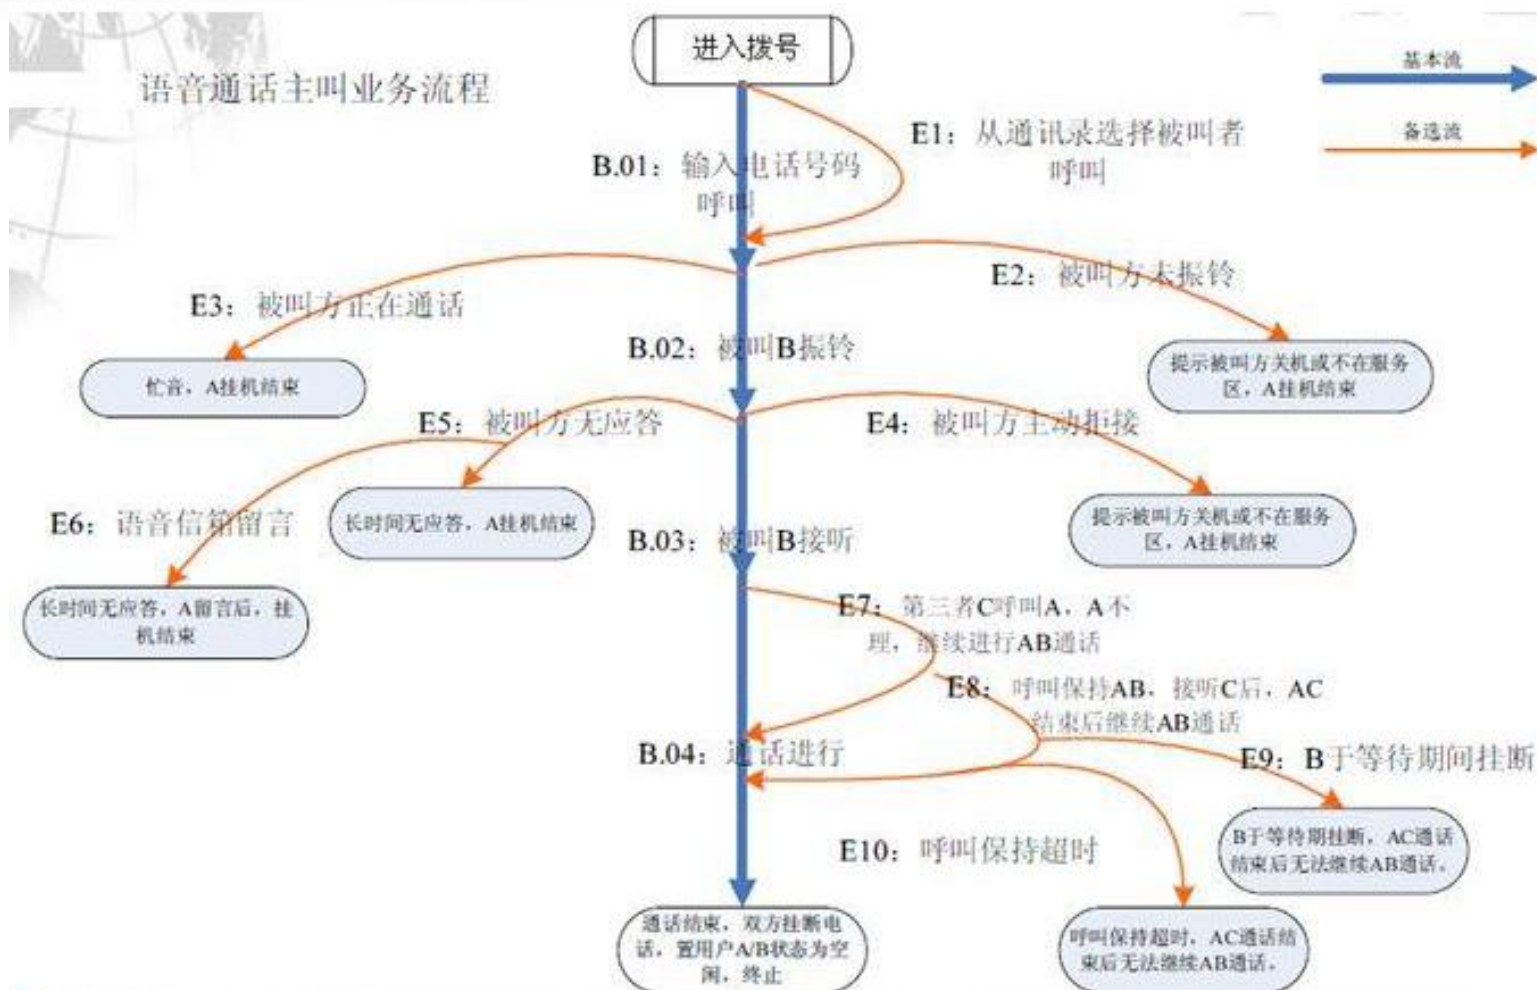 进入拨号
语音通话主叫业务流程
基本流
备选流
E1：从通讯录选择被叫者
呼叫
B.01：输入电话号码
呼叫
E2：被叫方未振铃
E3：被叫方正在通话
B.02：被叫B振铃
忙音，A挂机结束
提示被叫方关机或不在服务
区，A挂机结束
E5：被叫方无应答
E4：被叫方主动拒接
E6：语音信箱留言
长时间无应答，A挂机结束
提示被叫方关机或不在服务
区，A挂机结束
B.03：被叫B接听
长时间无应答，A留言后，挂
机结束
E7：第三者C呼叫A，A不
理，继续进行AB通话
E8：呼叫保持AB，接听C后，AC
结束后继续AB通话
B.04：通话进行
E9：B于等待期间挂断
B于等待期挂断，AC通话
结束后无法继续AB通话。
E10：呼叫保持超时
通话结束，双方挂断电
话，置用户A/B状态为空
闲，终止
呼叫保持超时，AC通话结
束后无法继续AB通话。